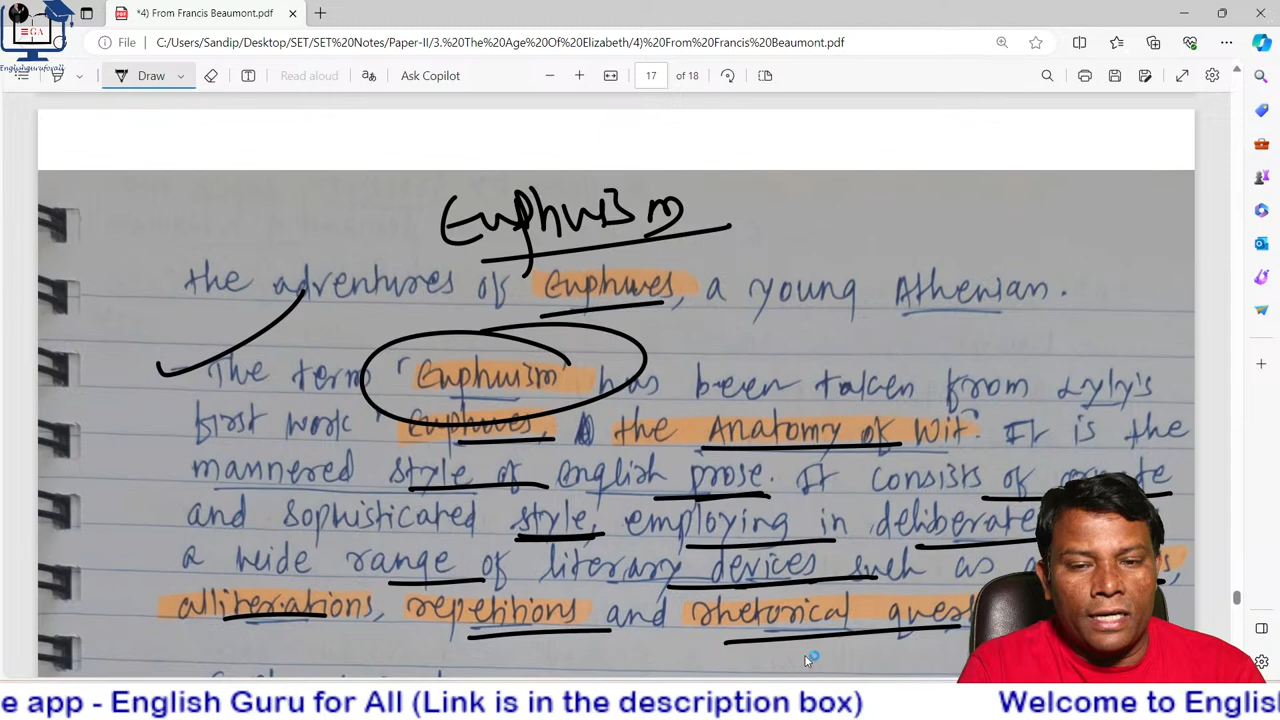 *4) From Francis Beaumont.pdf
File C:/Users/Sandip/Desktop/SET/SET%20Notes/Paper-II/3.%20The%20Age%20Of%20Elizabeth/4)%20From%20Francis%20Beaumont.pdf
Draw Read aloud Ask Copilot 17 of 18
EGA
Englishguruforall
Euphuism
the adventures of Euphues, a young Athenian.
The term 'Euphuism' has been taken from Lyly's
first work 'Euphues, the Anatomy of Wit'. It is the
mannered style of english prose. It consists of
and sophisticated style, employing in deliberate
a wide range of literary devices such as
alliterations, repetitions and rhetorical
e app - English Guru for All (Link is in the description box) Welcome to Englis